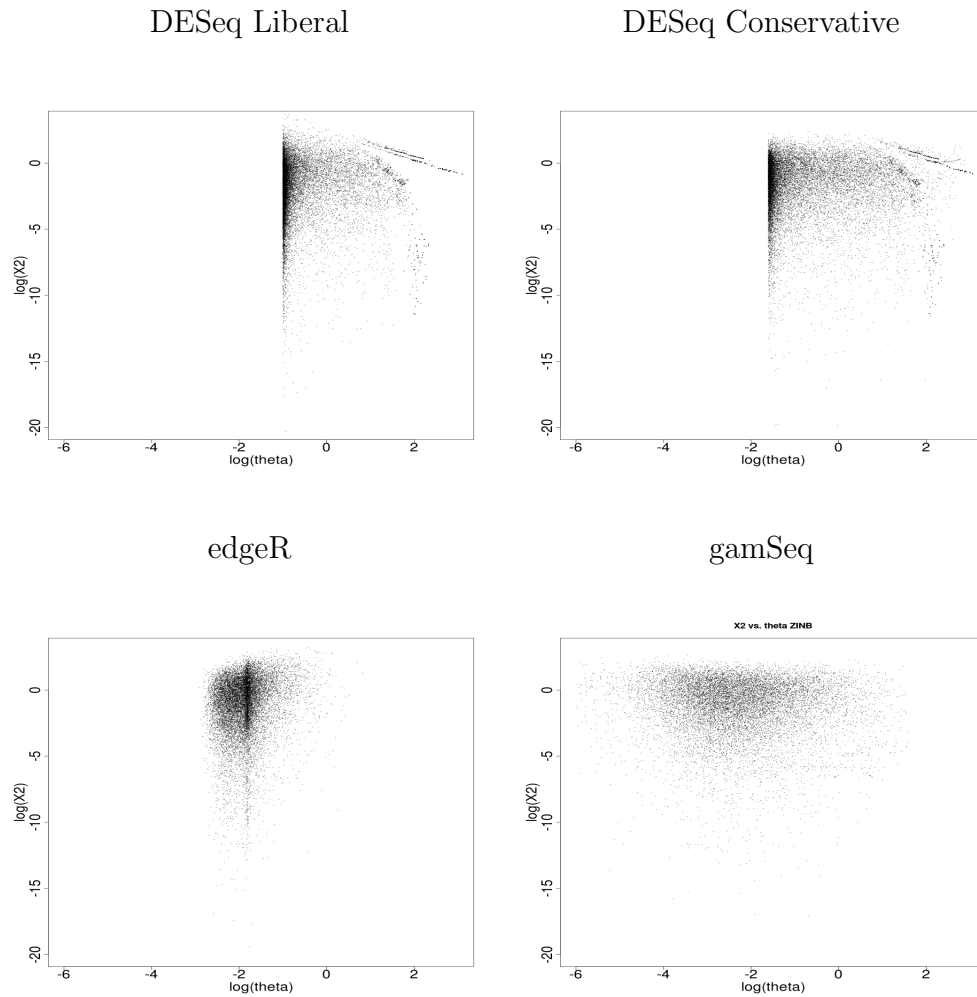 DESeq Liberal
DESeq Conservative
0
-5
-10
-15
-20
log(X2)
-6 -4 -2 0 2
log(theta)
0
-5
-10
-15
-20
log(X2)
-6 -4 -2 0 2
log(theta)
edgeR
gamSeq
0
-5
-10
-15
-20
log(X2)
-6 -4 -2 0 2
log(theta)
X2 vs. theta ZINB
0
-5
-10
-15
-20
log(X2)
-6 -4 -2 0 2
log(theta)